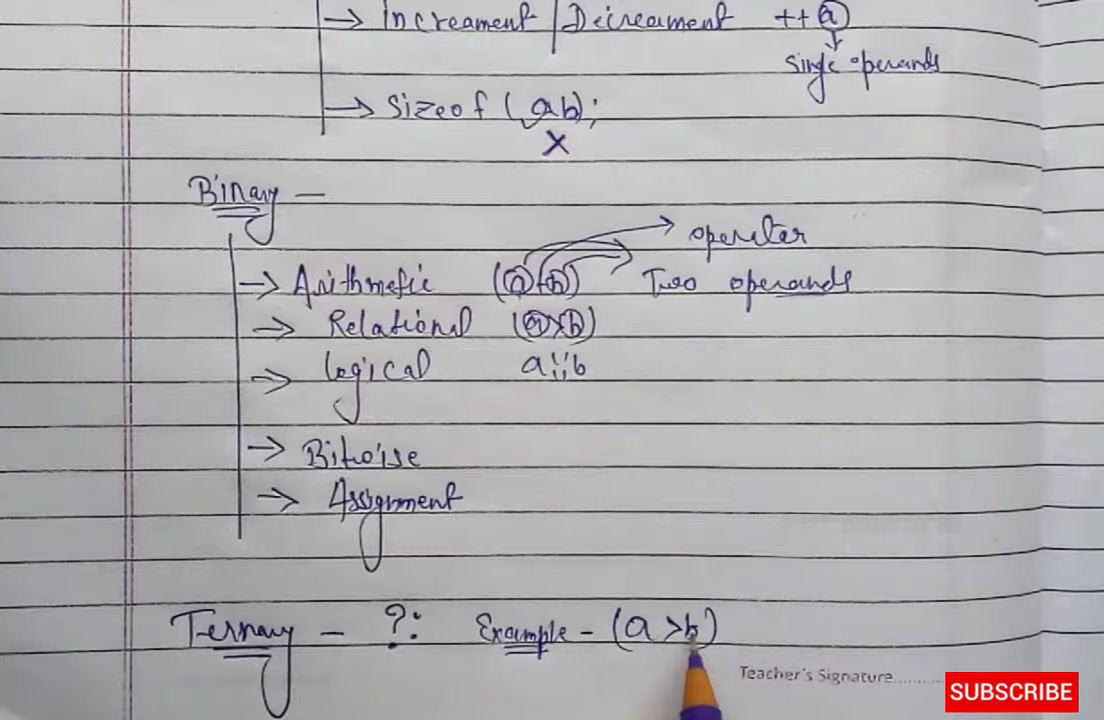 → Increament / Decreament ++a
Single operands
→ Sizeof (ab);
X
Binary -
operator
→ Arithmetic (a+b) Two operands
→ Relational (a>b)
→ logical a||b
→ Bitwise
→ Assignment
Ternary - ?: Example - (a>b)
Teacher's Signature..........
SUBSCRIBE